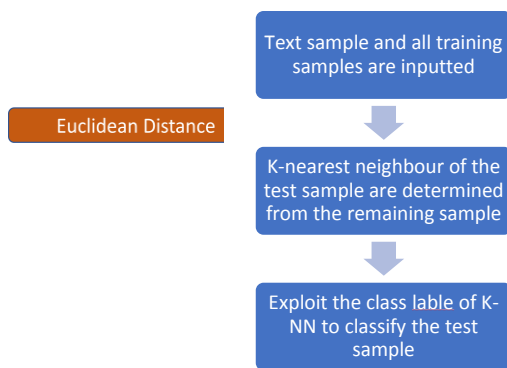 Text sample and all training
samples are inputted
Euclidean Distance
K-nearest neighbour of the
test sample are determined
from the remaining sample
Exploit the class lable of K-
NN to classify the test
sample